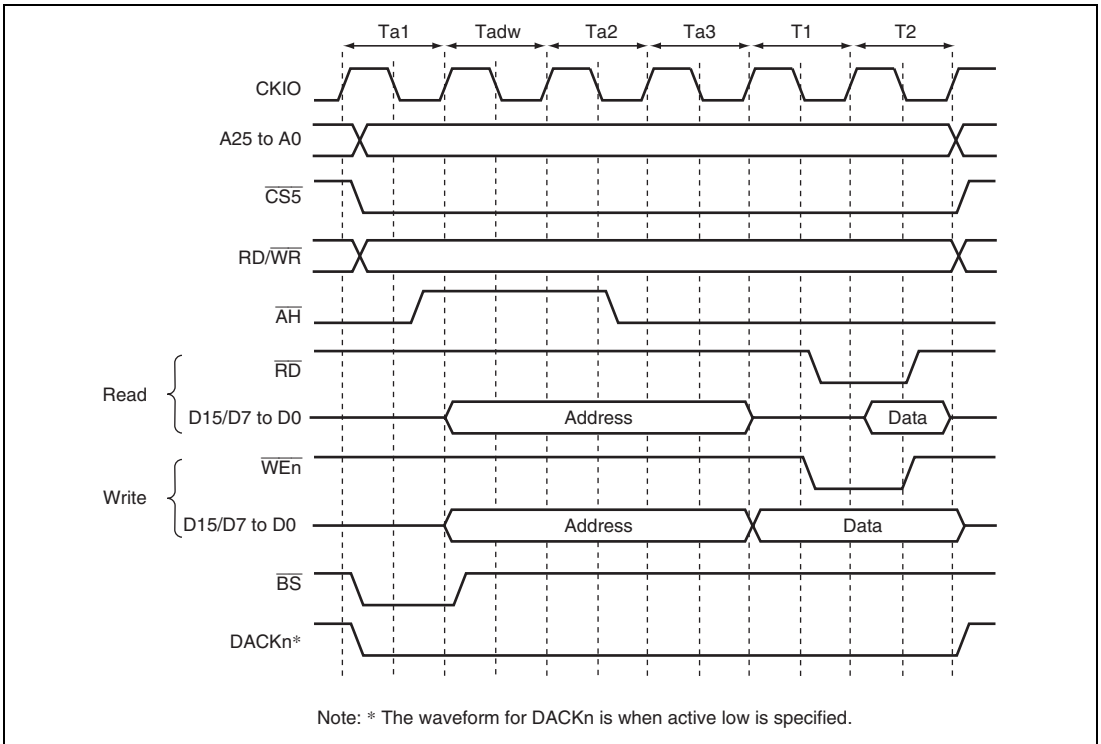 Ta1 Tadw Ta2 Ta3 T1 T2
CKIO
A25 to A0
CS5
RD/WR
AH
RD
Read
D15/D7 to D0 Address Data
WEn
Write
D15/D7 to D0 Address Data
BS
DACKn*
Note: * The waveform for DACKn is when active low is specified.